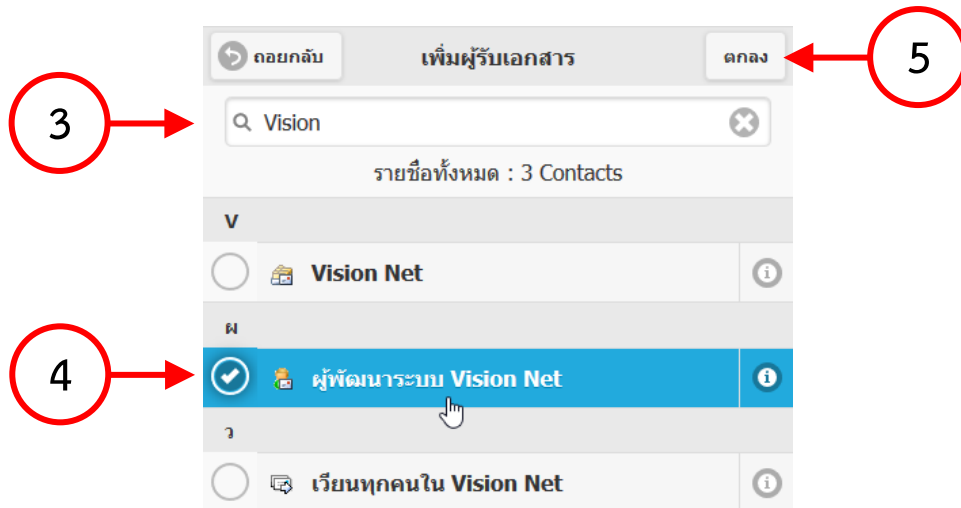 ถอยกลับ เพิ่มผู้รับเอกสาร ตกลง 5
3 Vision
รายชื่อทั้งหมด : 3 Contacts
V
Vision Net
ผ
4 ผู้พัฒนาระบบ Vision Net
ว
เวียนทุกคนใน Vision Net